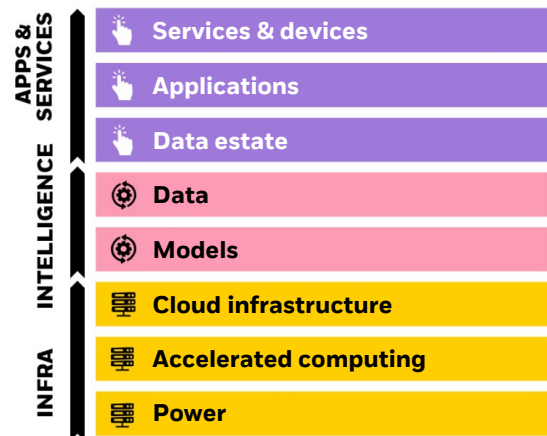 APPS &
SERVICES
Services & devices
Applications
Data estate
INTELLIGENCE
Data
Models
INFRA
Cloud infrastructure
Accelerated computing
Power